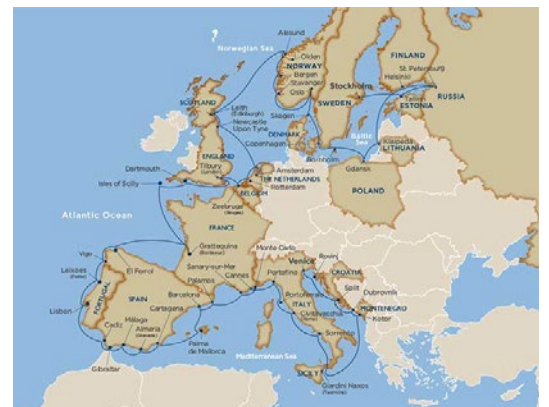 Norwegian Sea
Alesund
Olden
NORWAY
Bergen
Stavanger
Oslo
FINLAND
St. Petersburg
Helsinki
Stockholm
RUSSIA
Tallinn
ESTONIA
SWEDEN
SCOTLAND
Leith
(Edinburgh)
Skagen
Newcastle
Upon Tyne
DENMARK
Copenhagen
Baltic
Sea
Klaipeda
LITHUANIA
Bornholm
Gdansk
ENGLAND
Dartmouth
Tilbury
(London)
Amsterdam
THE NETHERLANDS
Rotterdam
Isles of Scilly
BELGIUM
POLAND
Zeebrugge
(Bruges)
Atlantic Ocean
FRANCE
Grattequina
(Bordeaux)
Monte Carlo
Rovinj
Venice
CROATIA
Vigo
El Ferrol
Sanary-sur-Mer
Cannes
Portofino
Split
Dubrovnik
Leixoes
(Porto)
Palamos
Portoferraio
ITALY
MONTENEGRO
Kotor
Barcelona
Civitavecchia
(Rome)
SPAIN
PORTUGAL
Lisbon
Cartagena
Sorrento
Málaga
Cadiz
Almeria
(Granada)
Palma
de Mallorca
Mediterranean Sea
Gibraltar
SICILY
Giardini Naxos
(Taormina)